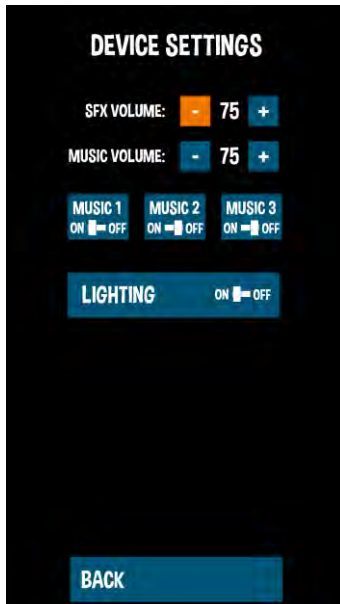 DEVICE SETTINGS
SFX VOLUME: - 75 +
MUSIC VOLUME: - 75 +
MUSIC 1 MUSIC 2 MUSIC 3
ON OFF ON OFF ON OFF
LIGHTING ON OFF
BACK